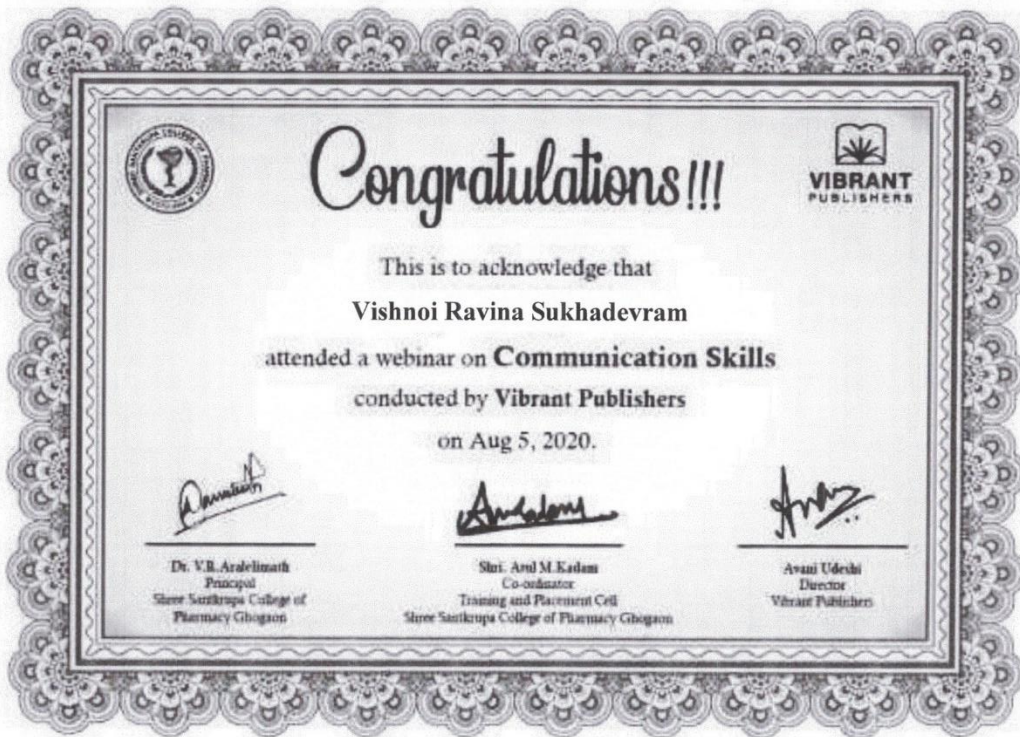 Congratulations!!!
VIBRANT
PUBLISHERS
This is to acknowledge that
Vishnoi Ravina Sukhadevram
attended a webinar on Communication Skills
conducted by Vibrant Publishers
on Aug 5, 2020.
Dr. V.R. Aralelimath
Principal
Shree Santkrupa College of
Pharmacy Ghogaon
Shri. Arul M.Kadam
Co-ordinator
Training and Placement Cell
Shree Santkrupa College of Pharmacy Ghogaon
Avani Udeshi
Director
Vibrant Publishers